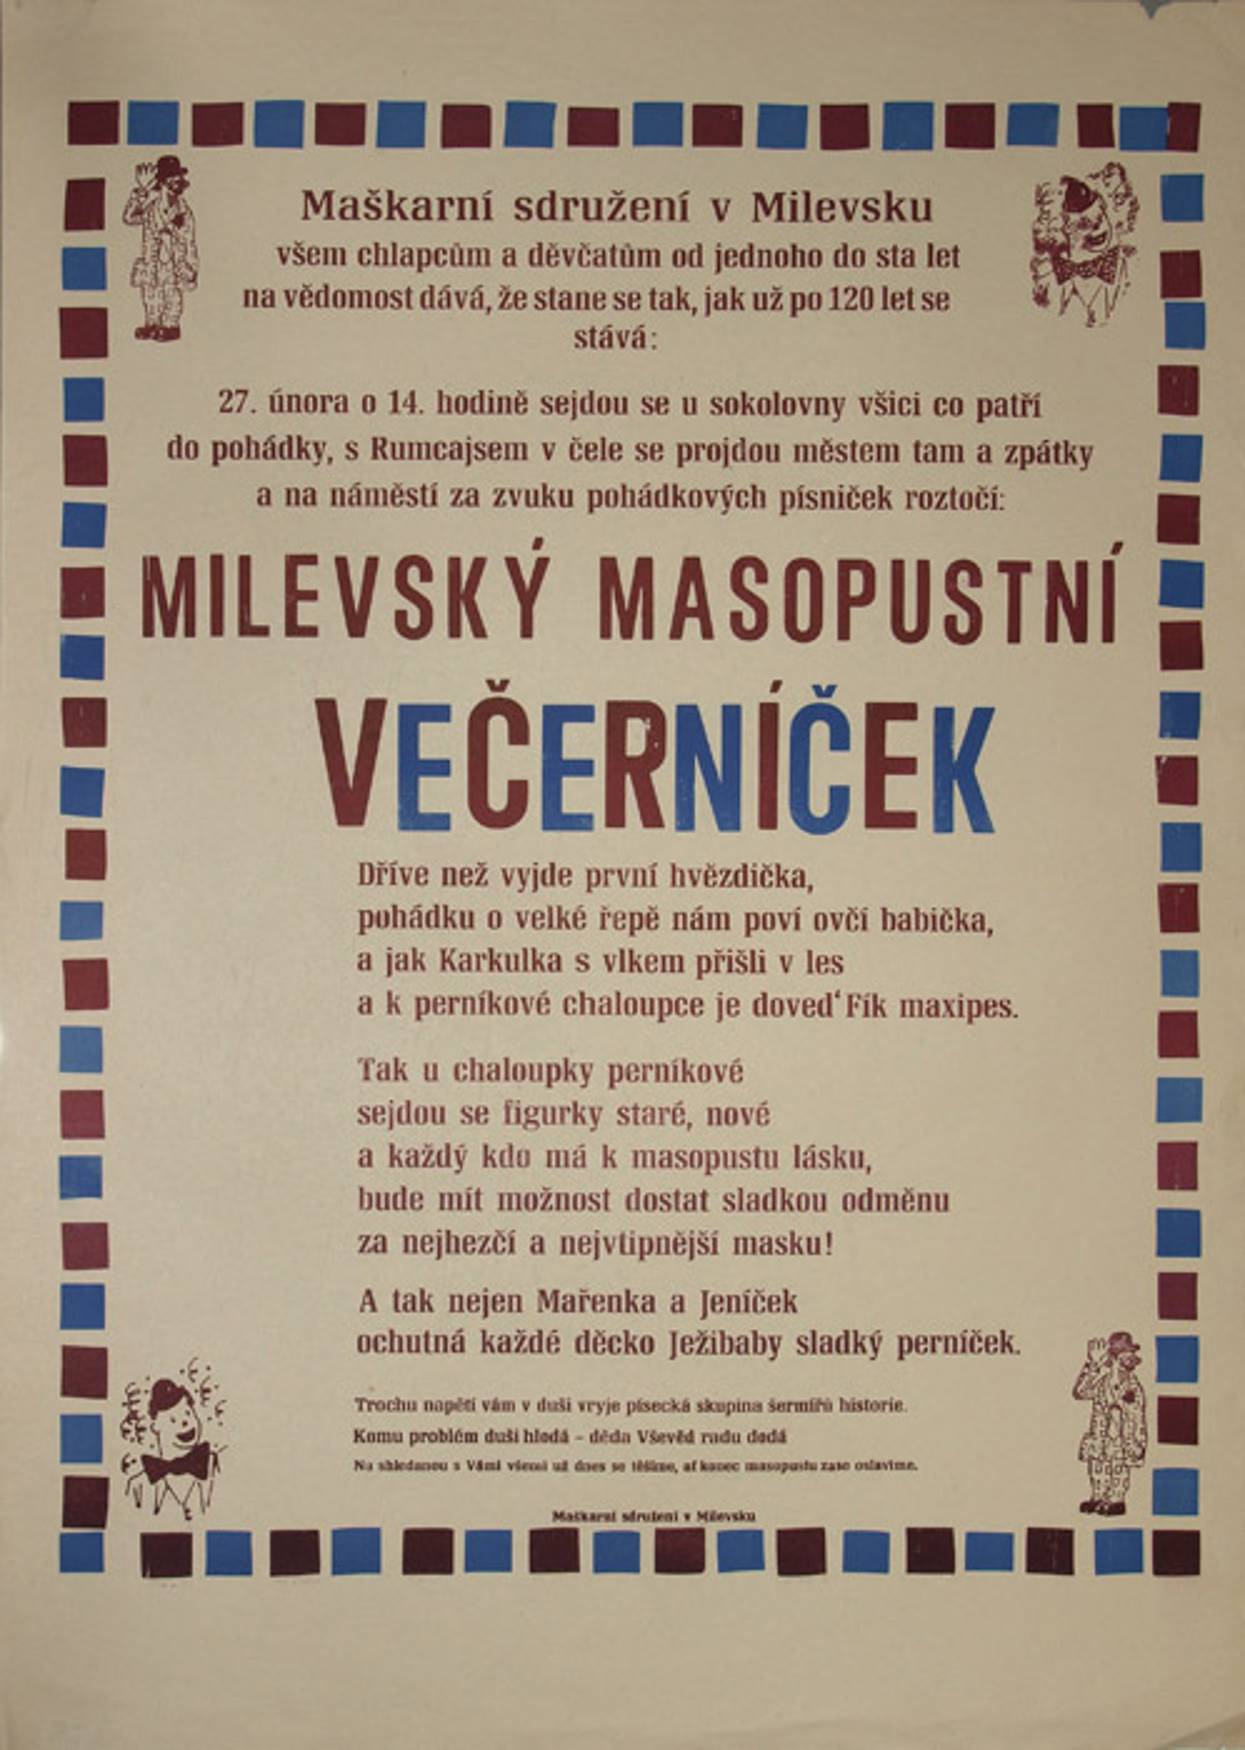 Maškarní sdružení v Milevsku
všem chlapcům a děvčatům od jednoho do sta let
na vědomost dává, že stane se tak, jak už po 120 let se
stává:
27. února o 14. hodině sejdou se u sokolovny všici co patří
do pohádky, s Rumcajsem v čele se projdou městem tam a zpátky
a na náměstí za zvuku pohádkových písniček roztočí:
MILEVSKÝ MASOPUSTNÍ
VEČERNÍČEK
Dříve než vyjde první hvězdička,
pohádku o velké řepě nám poví ovčí babička,
a jak Karkulka s vlkem přišli v les
a k perníkové chaloupce je doved‘ Fík maxipes.
Tak u chaloupky perníkové
sejdou se figurky staré, nové
a každý kdo má k masopustu lásku,
bude mít možnost dostat sladkou odměnu
za nejhezčí a nejvtipnější masku!
A tak nejen Mařenka a Jeníček
ochutná každé děcko Ježibaby sladký perníček.
Trochu napětí vám v duši vryje písecká skupina šermířů historie.
Komu problém duši hlodá – děda Vševěd radu dodá
Na shledanou s Vámi všemi už dnes se těšíme, ať konec masopustu zase oslavíme.
Maškarní sdružení v Milevsku